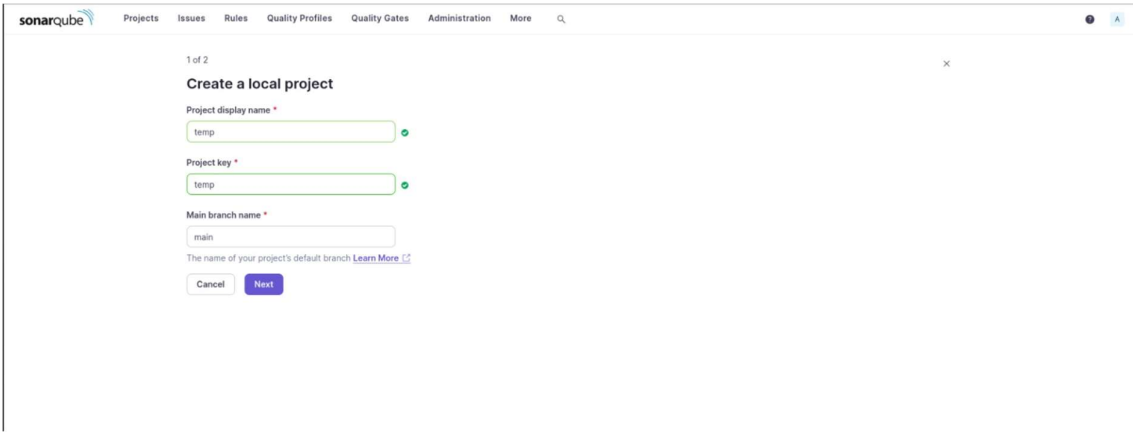 sonarqube Projects Issues Rules Quality Profiles Quality Gates Administration More ? A
1 of 2
Create a local project
Project display name *
temp
Project key *
temp
Main branch name *
main
The name of your project's default branch Learn More
Cancel Next